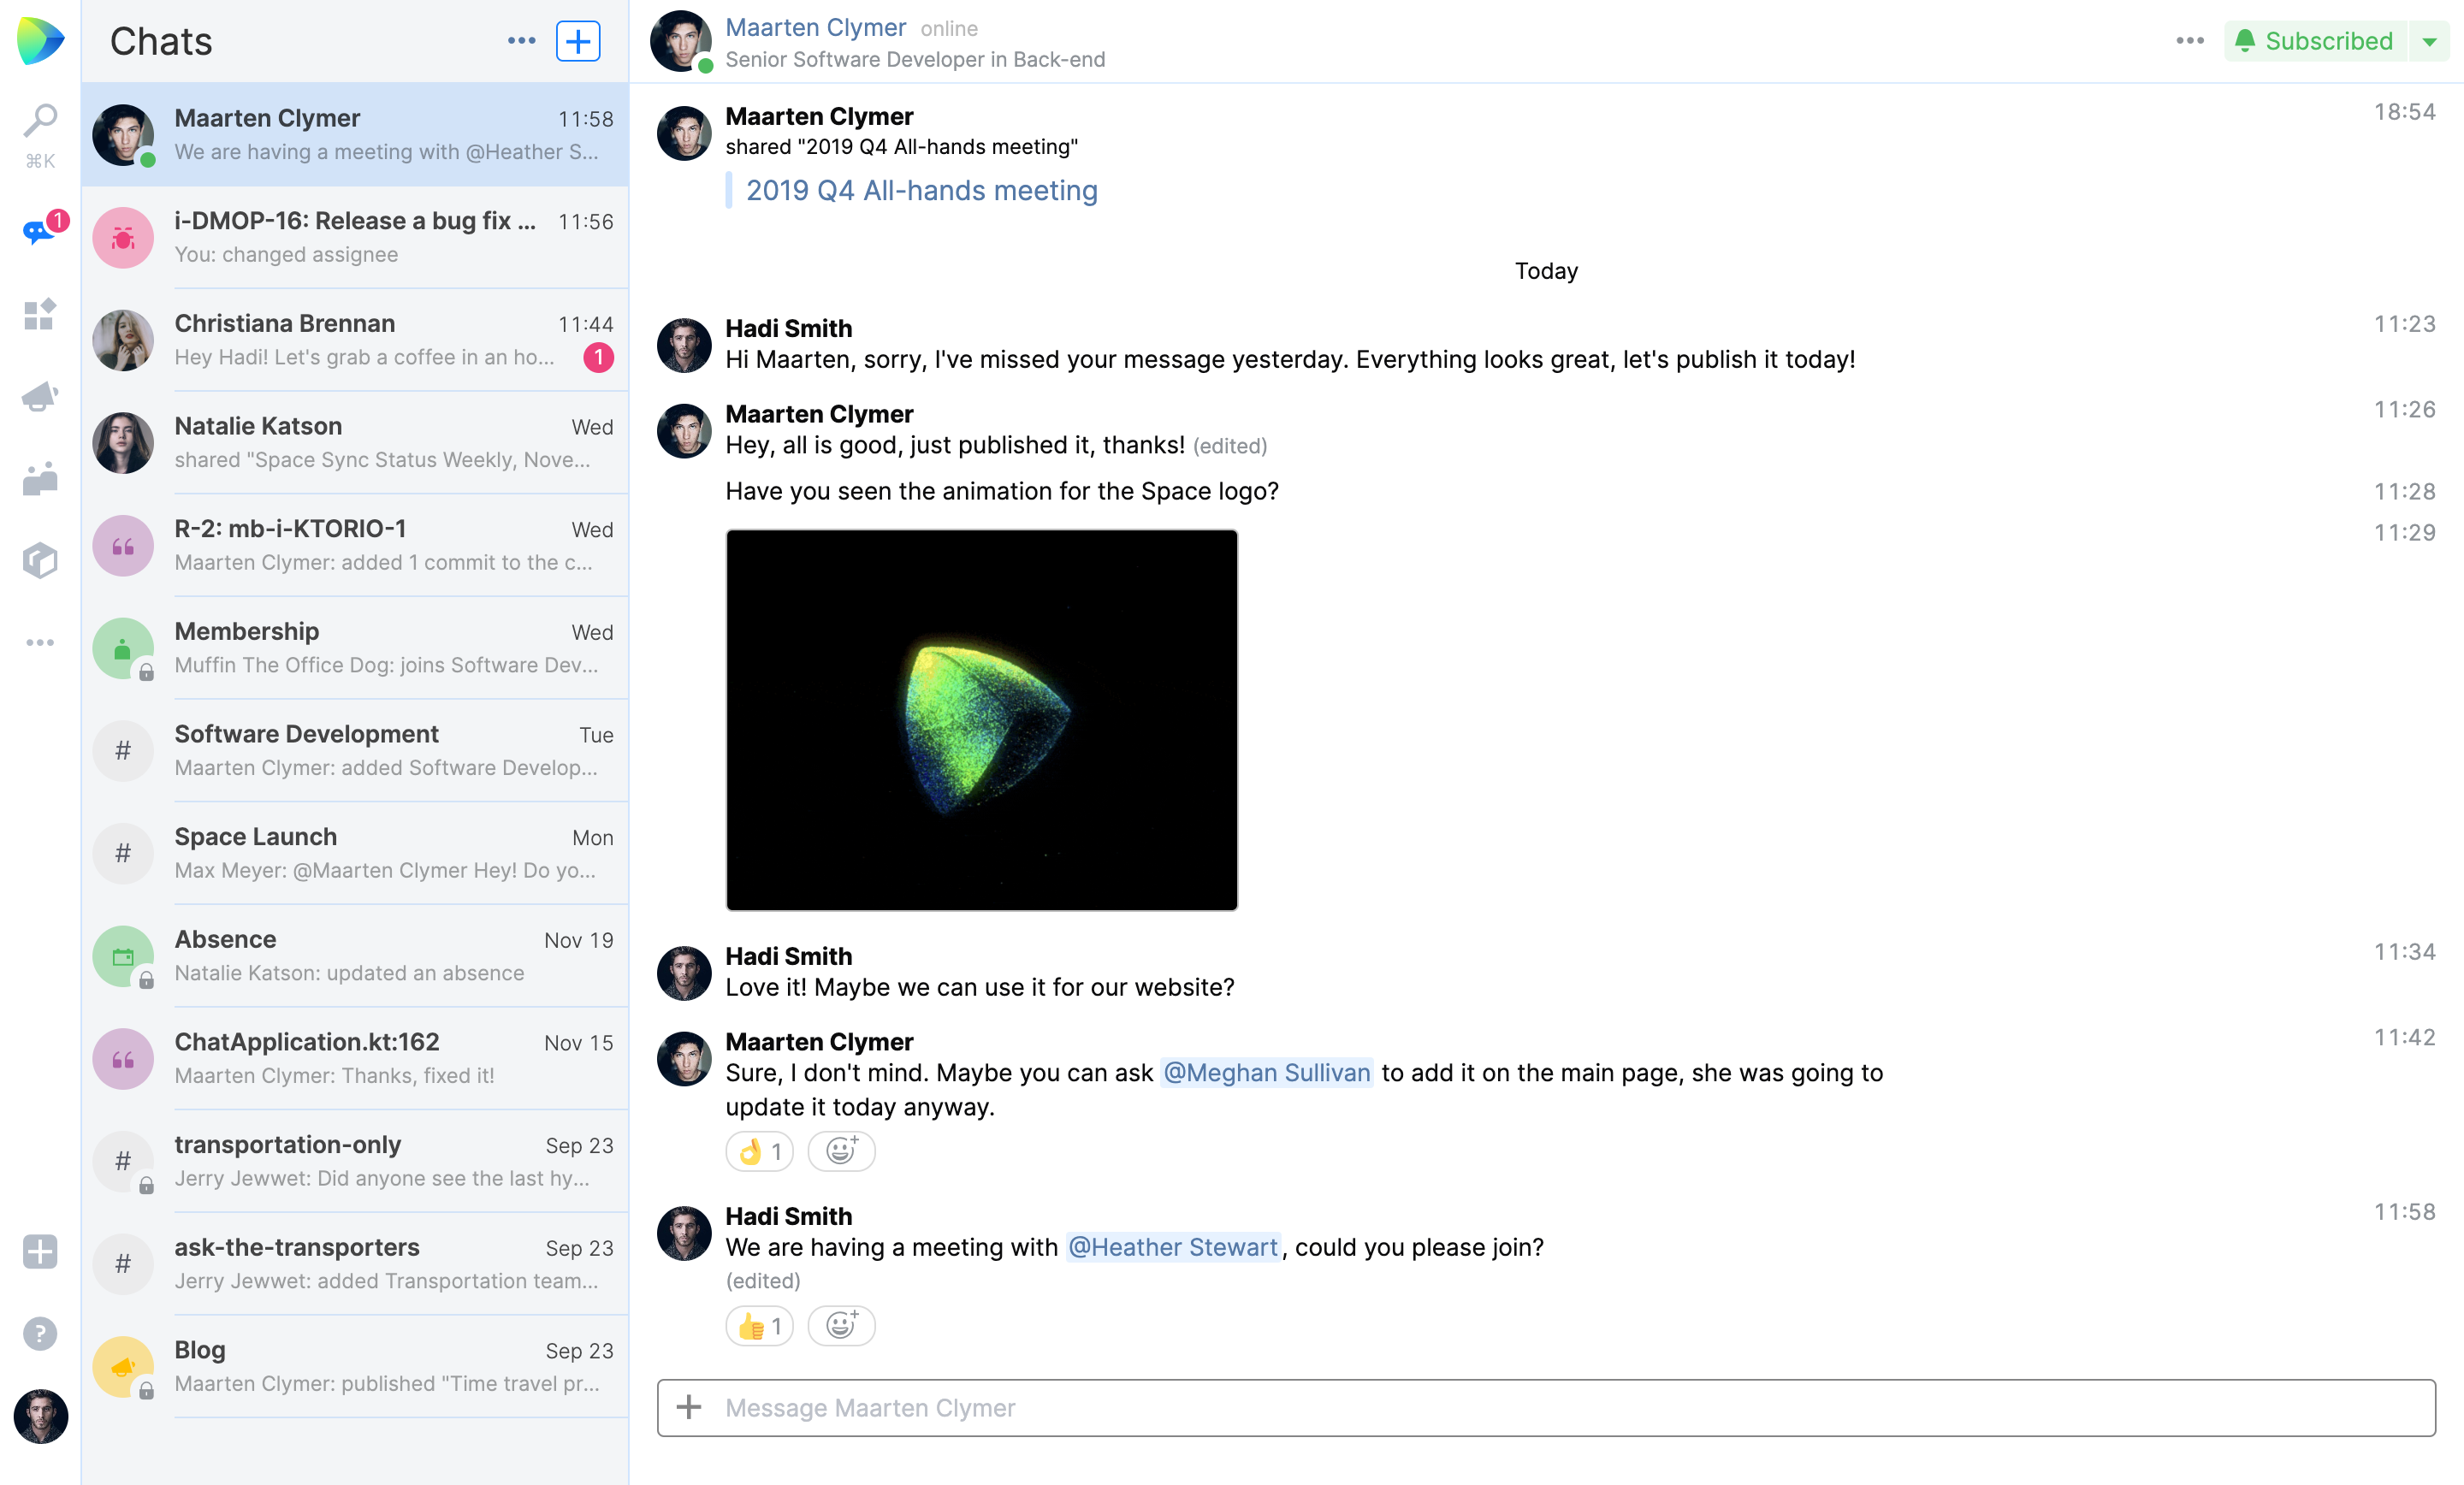 ⌘K
1
Chats
Maarten Clymer 11:58
We are having a meeting with @Heather S...
i-DMOP-16: Release a bug fix ... 11:56
You: changed assignee
Christiana Brennan 11:44
Hey Hadi! Let's grab a coffee in an ho... 1
Natalie Katson Wed
shared "Space Sync Status Weekly, Nove...
R-2: mb-i-KTORIO-1 Wed
Maarten Clymer: added 1 commit to the c...
Membership Wed
Muffin The Office Dog: joins Software Dev...
# Software Development Tue
Maarten Clymer: added Software Develop...
# Space Launch Mon
Max Meyer: @Maarten Clymer Hey! Do yo...
Absence Nov 19
Natalie Katson: updated an absence
ChatApplication.kt:162 Nov 15
Maarten Clymer: Thanks, fixed it!
# transportation-only Sep 23
Jerry Jewwet: Did anyone see the last hy...
# ask-the-transporters Sep 23
Jerry Jewwet: added Transportation team...
Blog Sep 23
Maarten Clymer: published "Time travel pr...
?
Maarten Clymer online
Senior Software Developer in Back-end
Subscribed
Maarten Clymer 18:54
shared "2019 Q4 All-hands meeting"
2019 Q4 All-hands meeting
Today
Hadi Smith 11:23
Hi Maarten, sorry, I've missed your message yesterday. Everything looks great, let's publish it today!
Maarten Clymer 11:26
Hey, all is good, just published it, thanks! (edited)
Have you seen the animation for the Space logo? 11:28
11:29
Hadi Smith 11:34
Love it! Maybe we can use it for our website?
Maarten Clymer 11:42
Sure, I don't mind. Maybe you can ask @Meghan Sullivan to add it on the main page, she was going to
update it today anyway.
👌 1
Hadi Smith 11:58
We are having a meeting with @Heather Stewart, could you please join?
(edited)
👍 1
Message Maarten Clymer